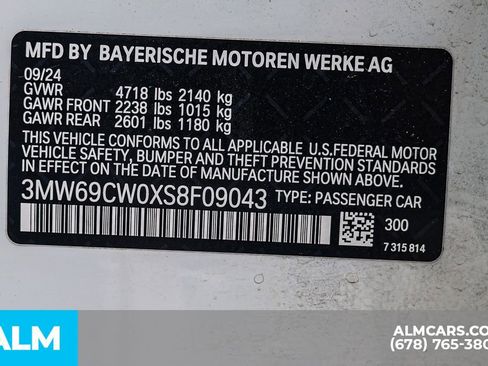 MFD BY BAYERISCHE MOTOREN WERKE AG
09/24
GVWR 4718 lbs 2140 kg
GAWR FRONT 2238 lbs 1015 kg
GAWR REAR 2601 lbs 1180 kg
THIS VEHICLE CONFORMS TO ALL APPLICABLE U.S.FEDERAL MOTOR
VEHICLE SAFETY, BUMPER AND THEFT PREVENTION STANDARDS
IN EFFECT ON THE DATE OF MANUFACTURE SHOWN ABOVE.
3MW69CW0XS8F09043 TYPE: PASSENGER CAR
300
7 315 814
ALM
ALMCARS.COM
(678) 765-380